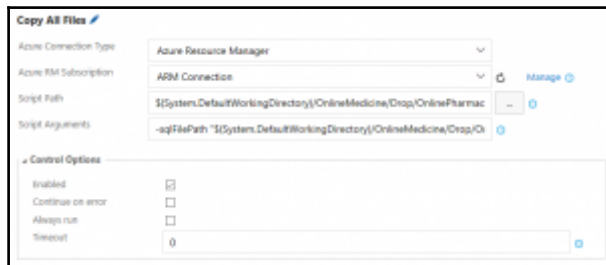 Copy All Files
Azure Connection Type
Azure Resource Manager
Azure RM Subscription
ARM Connection
Manage
Script Path
$(System.DefaultWorkingDirectory)/OnlineMedicine/Drop/OnlinePharmac
...
Script Arguments
-sqlFilePath "$(System.DefaultWorkingDirectory)/OnlineMedicine/Drop/O
Control Options
Enabled
Continue on error
Always run
Timeout
0